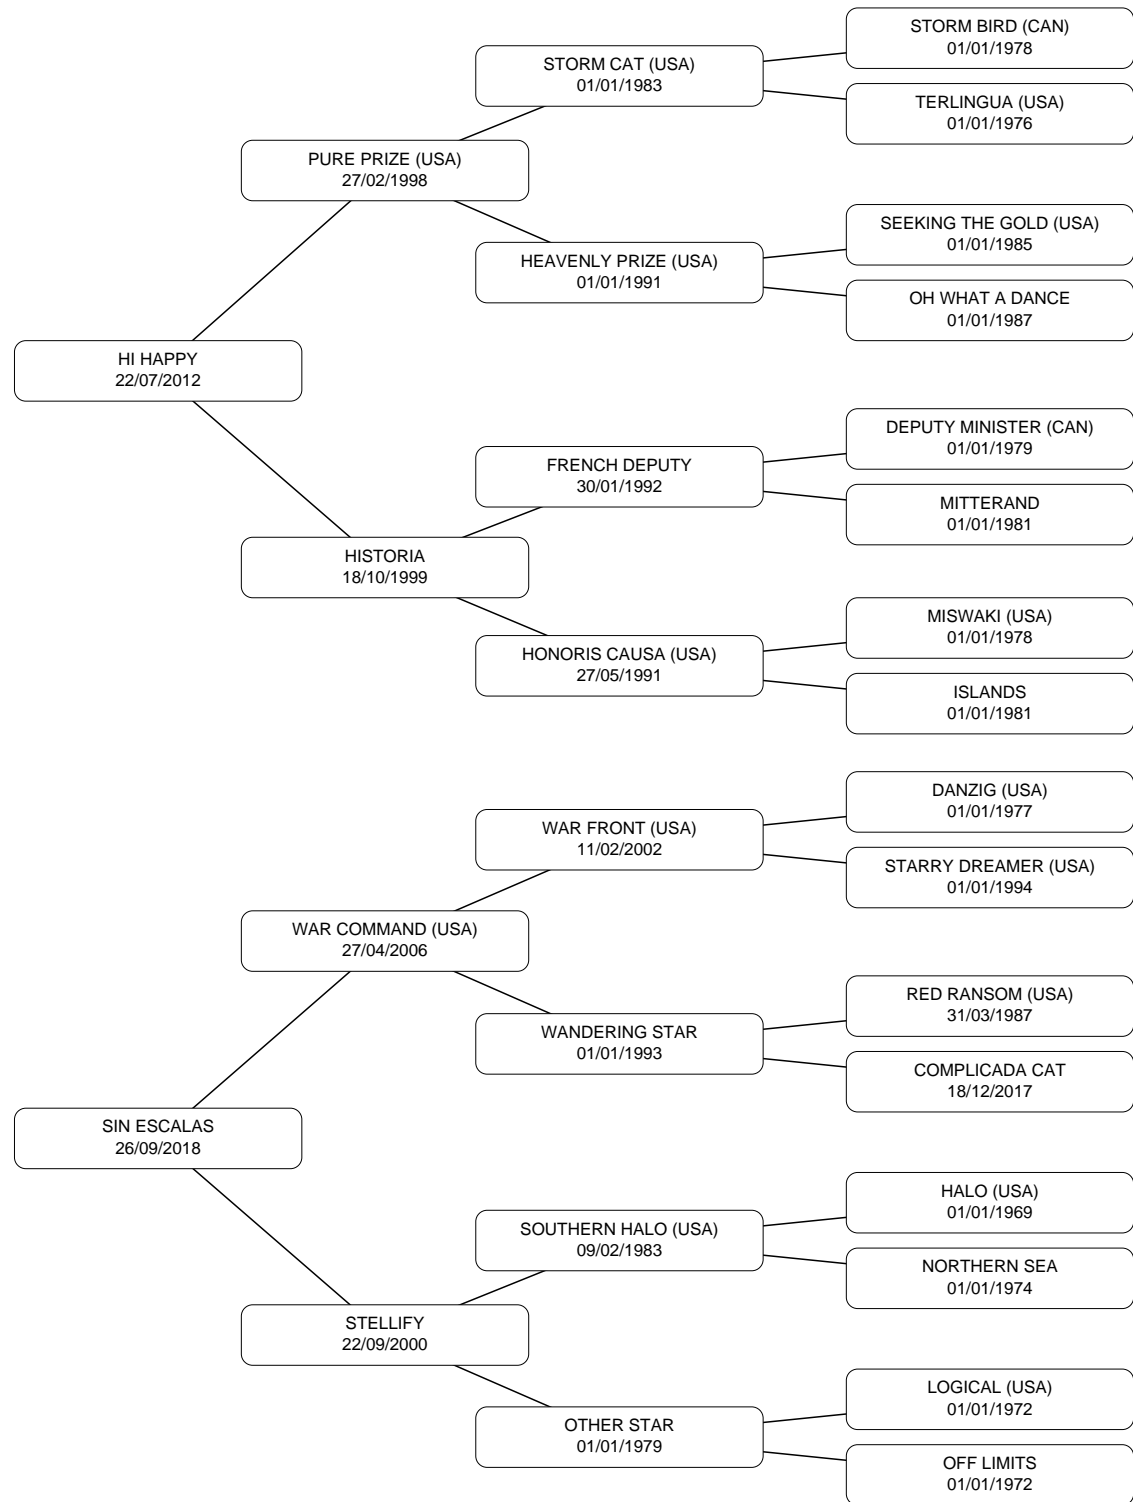 STORM BIRD (CAN)
01/01/1978
STORM CAT (USA)
01/01/1983
TERLINGUA (USA)
01/01/1976
PURE PRIZE (USA)
27/02/1998
SEEKING THE GOLD (USA)
01/01/1985
HEAVENLY PRIZE (USA)
01/01/1991
OH WHAT A DANCE
01/01/1987
HI HAPPY
22/07/2012
DEPUTY MINISTER (CAN)
01/01/1979
FRENCH DEPUTY
30/01/1992
MITTERAND
01/01/1981
HISTORIA
18/10/1999
MISWAKI (USA)
01/01/1978
HONORIS CAUSA (USA)
27/05/1991
ISLANDS
01/01/1981
DANZIG (USA)
01/01/1977
WAR FRONT (USA)
11/02/2002
STARRY DREAMER (USA)
01/01/1994
WAR COMMAND (USA)
27/04/2006
RED RANSOM (USA)
31/03/1987
WANDERING STAR
01/01/1993
COMPLICADA CAT
18/12/2017
SIN ESCALAS
26/09/2018
HALO (USA)
01/01/1969
SOUTHERN HALO (USA)
09/02/1983
NORTHERN SEA
01/01/1974
STELLIFY
22/09/2000
LOGICAL (USA)
01/01/1972
OTHER STAR
01/01/1979
OFF LIMITS
01/01/1972